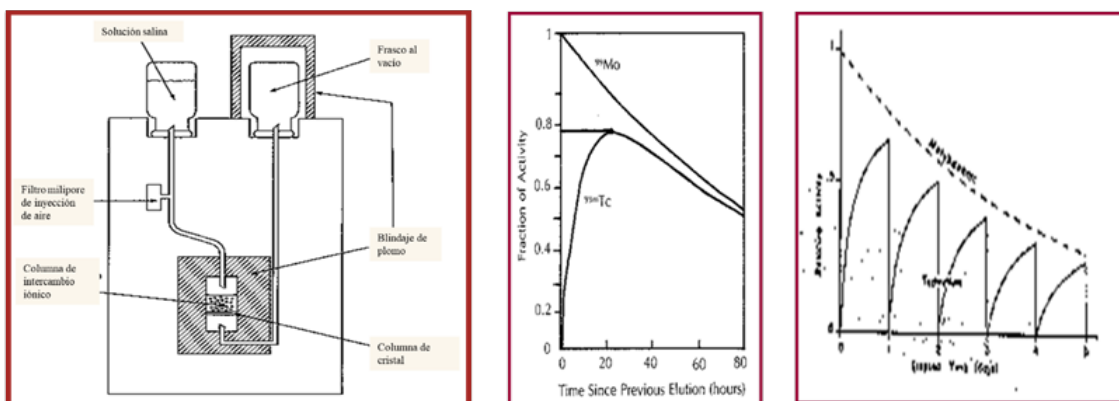 Solución salina
Frasco al
vacío
Filtro milipore
de inyección
de aire
Blindaje de
plomo
Columna de
intercambio
iónico
Columna de
cristal
1
0.8
0.6
0.4
0.2
0
Fraction of Activity
⁹⁹Mo
⁹⁹ᵐTc
0 20 40 60 80
Time Since Previous Elution (hours)
1
.5
0
0 1 2 3 4 5